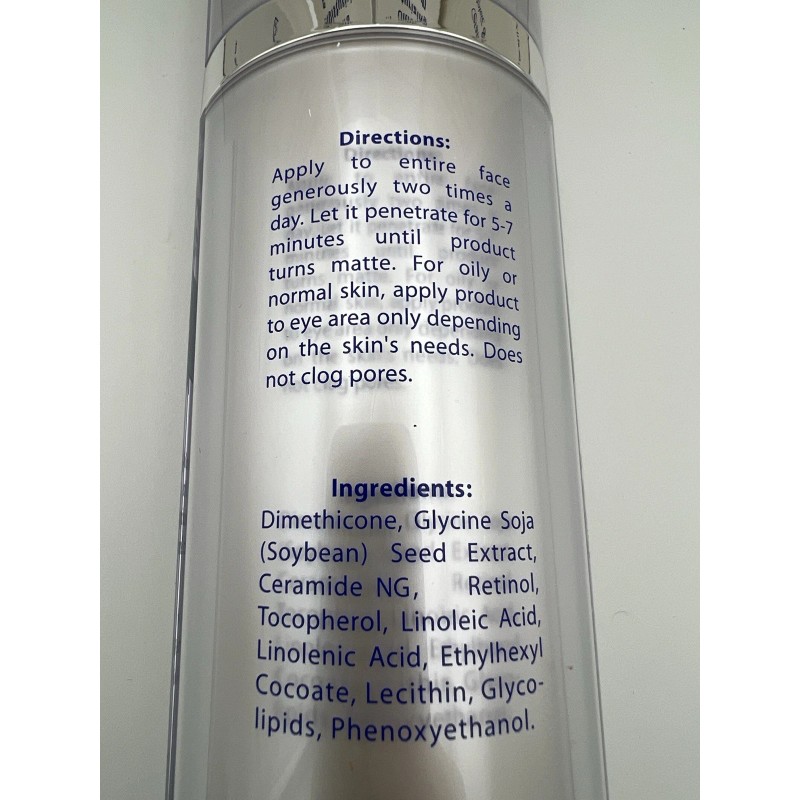 Directions:
Apply to entire face
generously two times a
day. Let it penetrate for 5-7
minutes until product
turns matte. For oily or
normal skin, apply product
to eye area only depending
on the skin's needs. Does
not clog pores.
Ingredients:
Dimethicone, Glycine Soja
(Soybean) Seed Extract,
Ceramide NG, Retinol,
Tocopherol, Linoleic Acid,
Linolenic Acid, Ethylhexyl
Cocoate, Lecithin, Glyco-
lipids, Phenoxyethanol.